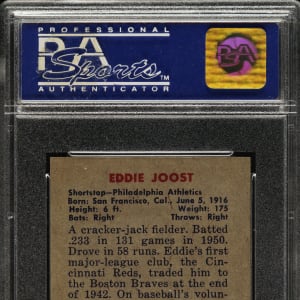 PROFESSIONAL
PSA
Sports™
AUTHENTICATOR
EDDIE JOOST
Shortstop—Philadelphia Athletics
Born: San Francisco, Cal., June 5, 1916
Height: 6 ft. Weight: 175
Bats: Right Throws: Right
A cracker-jack fielder. Batted
.233 in 131 games in 1950.
Drove in 58 runs. Eddie's first
major-league club, the Cin-
cinnati Reds, traded him to
the Boston Braves at the
end of 1942. On baseball's volun-